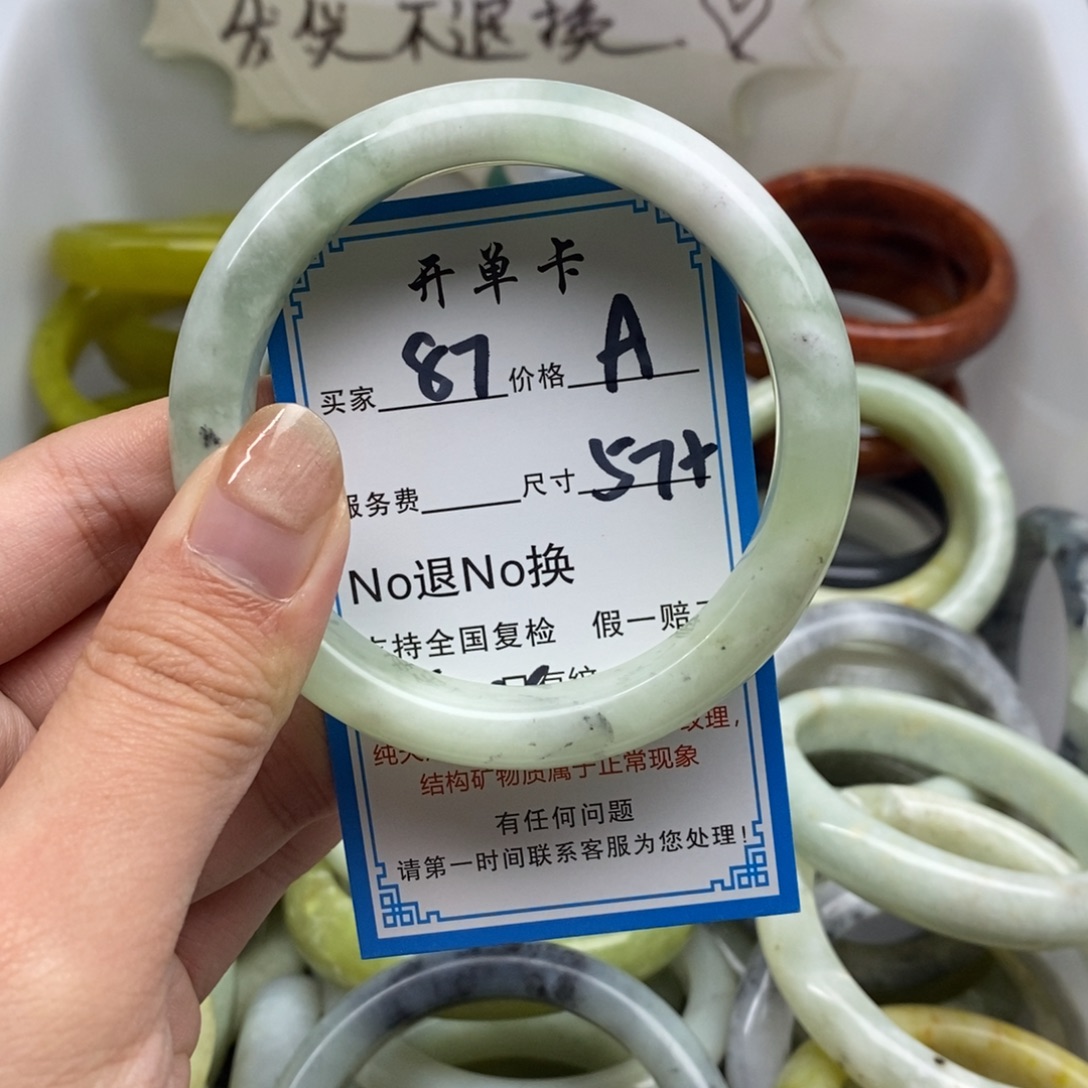 不退换
开单卡
买家 87 价格 A
服务费 尺寸 57+
No退No换
支持全国复检 假一赔
纹理,
结构矿物质属于正常现象
有任何问题
请第一时间联系客服为您处理!